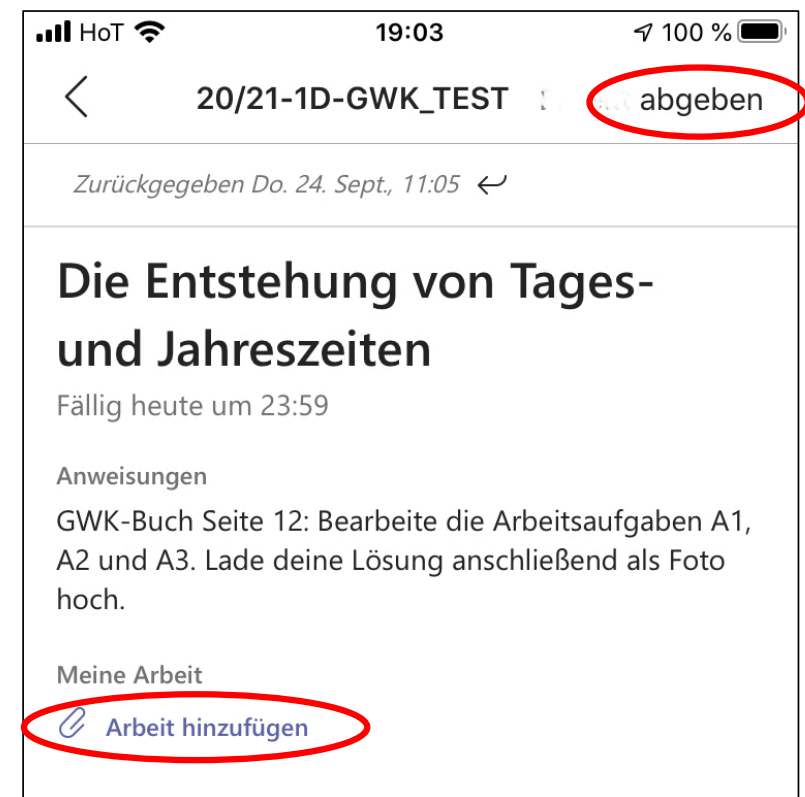 HoT 19:03 100 %
20/21-1D-GWK_TEST abgeben
Zurückgegeben Do. 24. Sept., 11:05
Die Entstehung von Tages-
und Jahreszeiten
Fällig heute um 23:59
Anweisungen
GWK-Buch Seite 12: Bearbeite die Arbeitsaufgaben A1,
A2 und A3. Lade deine Lösung anschließend als Foto
hoch.
Meine Arbeit
Arbeit hinzufügen